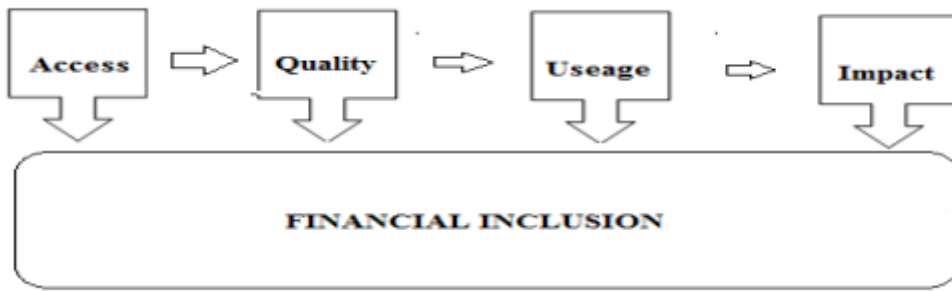 Access
Quality
Useage
Impact
FINANCIAL INCLUSION